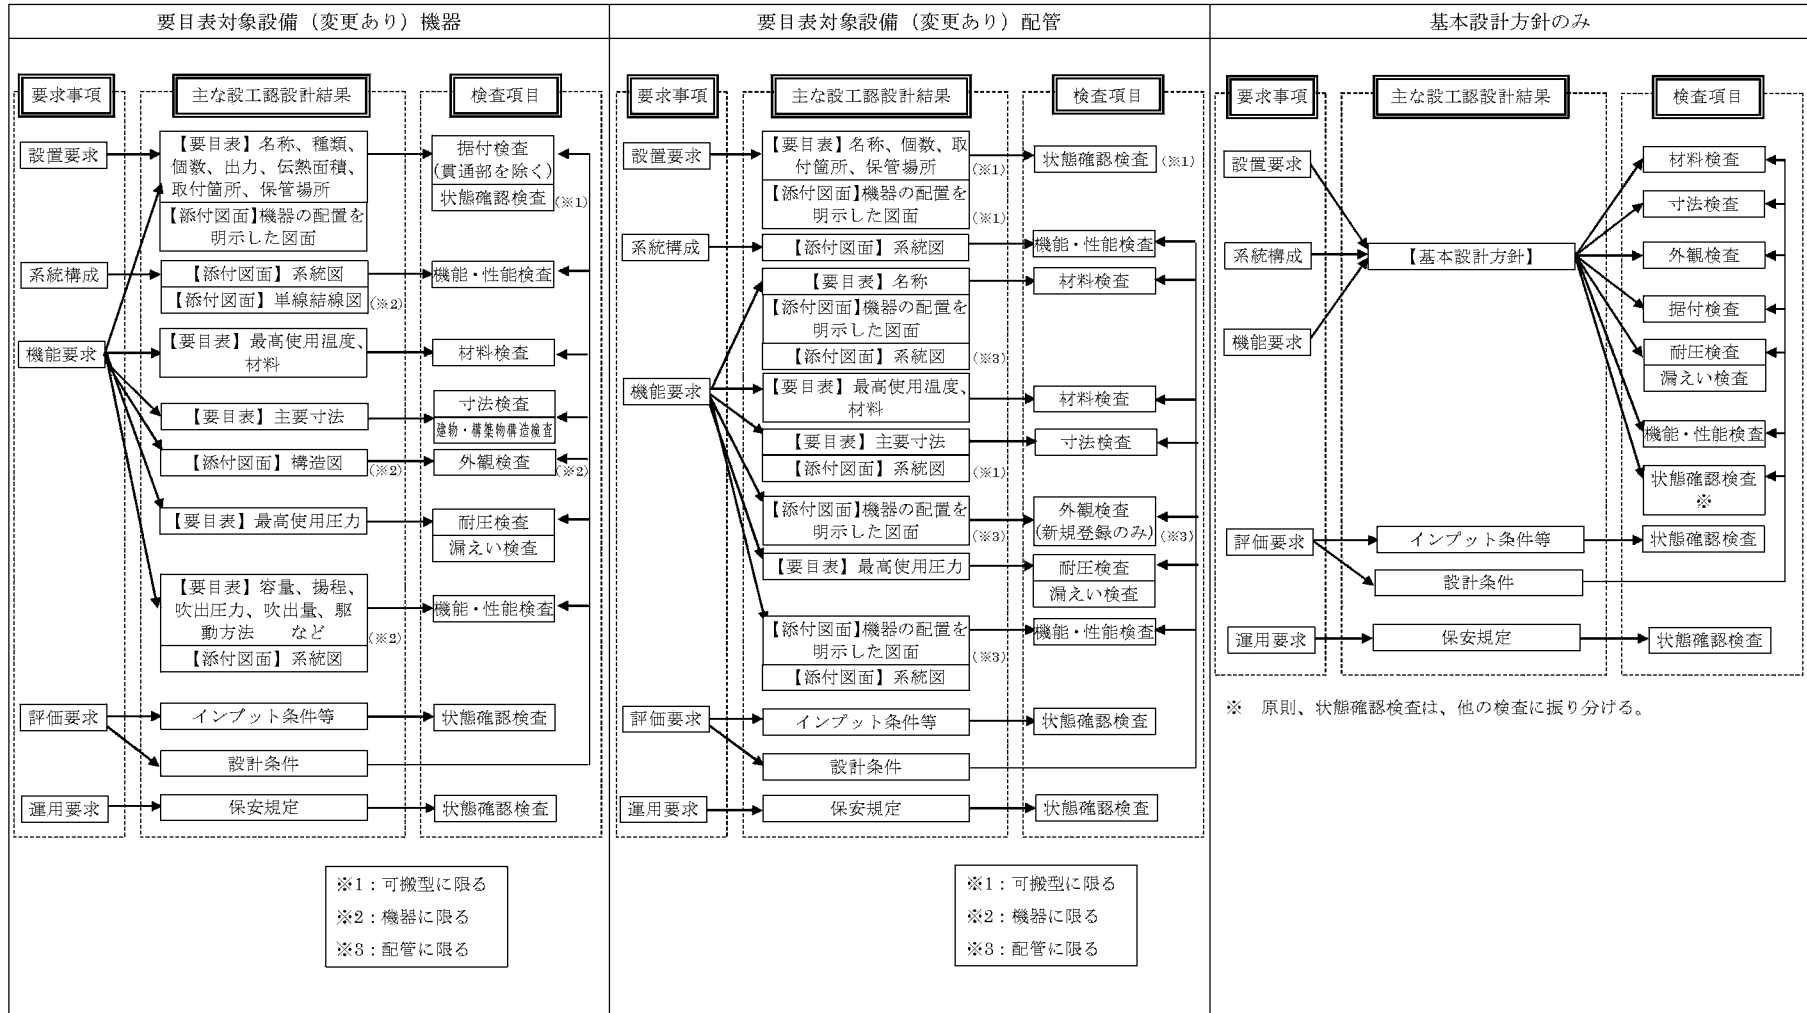 要目表対象設備（変更あり）機器
要求事項
主な設工認設計結果
検査項目
設置要求
【要目表】名称、種類、
個数、出力、伝熱面積、
取付箇所、保管場所
【添付図面】機器の配置を
明示した図面
据付検査
(貫通部を除く)
状態確認検査
(※1)
系統構成
【添付図面】系統図
【添付図面】単線結線図
(※2)
機能・性能検査
機能要求
【要目表】最高使用温度、
材料
材料検査
【要目表】主要寸法
寸法検査
建物・構築物構造検査
【添付図面】構造図
(※2)
外観検査
(※2)
【要目表】最高使用圧力
耐圧検査
漏えい検査
【要目表】容量、揚程、
吹出圧力、吹出量、駆
動方法　　など
(※2)
【添付図面】系統図
機能・性能検査
評価要求
インプット条件等
状態確認検査
設計条件
運用要求
保安規定
状態確認検査
※1：可搬型に限る
※2：機器に限る
※3：配管に限る
要目表対象設備（変更あり）配管
要求事項
主な設工認設計結果
検査項目
設置要求
【要目表】名称、個数、取
付箇所、保管場所
(※1)
【添付図面】機器の配置を
明示した図面
(※1)
状態確認検査
(※1)
系統構成
【添付図面】系統図
機能・性能検査
機能要求
【要目表】名称
【添付図面】機器の配置を
明示した図面
【添付図面】系統図
(※3)
材料検査
【要目表】最高使用温度、
材料
材料検査
【要目表】主要寸法
【添付図面】系統図
(※1)
寸法検査
【添付図面】機器の配置を
明示した図面
(※3)
外観検査
(新規登録のみ)
(※3)
【要目表】最高使用圧力
耐圧検査
漏えい検査
【添付図面】機器の配置を
明示した図面
(※3)
【添付図面】系統図
機能・性能検査
評価要求
インプット条件等
状態確認検査
設計条件
運用要求
保安規定
状態確認検査
※1：可搬型に限る
※2：機器に限る
※3：配管に限る
基本設計方針のみ
要求事項
主な設工認設計結果
検査項目
設置要求
系統構成
機能要求
【基本設計方針】
材料検査
寸法検査
外観検査
据付検査
耐圧検査
漏えい検査
機能・性能検査
状態確認検査
※
評価要求
インプット条件等
状態確認検査
設計条件
運用要求
保安規定
状態確認検査
※　原則、状態確認検査は、他の検査に振り分ける。